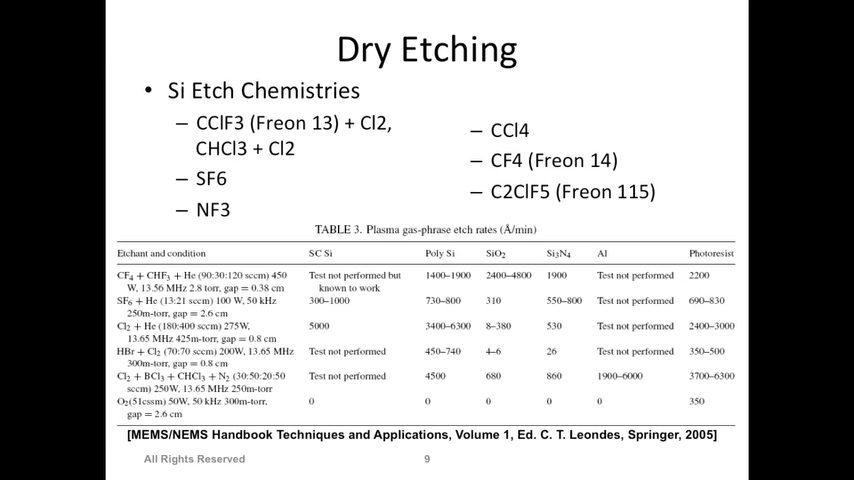 Dry Etching
• Si Etch Chemistries
– CClF3 (Freon 13) + Cl2,
CHCl3 + Cl2
– SF6
– NF3
– CCl4
– CF4 (Freon 14)
– C2ClF5 (Freon 115)
TABLE 3. Plasma gas-phrase etch rates (Å/min)
Etchant and condition SC Si Poly Si SiO2 Si3N4 Al Photoresist
CF4 + CHF3 + He (90:30:120 sccm) 450 Test not performed but 1400–1900 2400–4800 1900 Test not performed 2200
W, 13.56 MHz 2.8 torr, gap = 0.38 cm known to work
SF6 + He (13:21 sccm) 100 W, 50 kHz 300–1000 730–800 310 550–800 Test not performed 690–830
250m-torr, gap = 2.6 cm
Cl2 + He (180:400 sccm) 275W, 5000 3400–6300 8–380 530 Test not performed 2400–3000
13.65 MHz 425m-torr, gap = 0.8 cm
HBr + Cl2 (70:70 sccm) 200W, 13.65 MHz Test not performed 450–740 4–6 26 Test not performed 350–500
300m-torr, gap = 0.8 cm
Cl2 + BCl3 + CHCl3 + N2 (30:50:20:50 Test not performed 4500 680 860 1900–6000 3700–6300
sccm) 250W, 13.65 MHz 250m-torr
O2(51cssm) 50W, 50 kHz 300m-torr, 0 0 0 0 0 350
gap = 2.6 cm
[MEMS/NEMS Handbook Techniques and Applications, Volume 1, Ed. C. T. Leondes, Springer, 2005]
All Rights Reserved 9